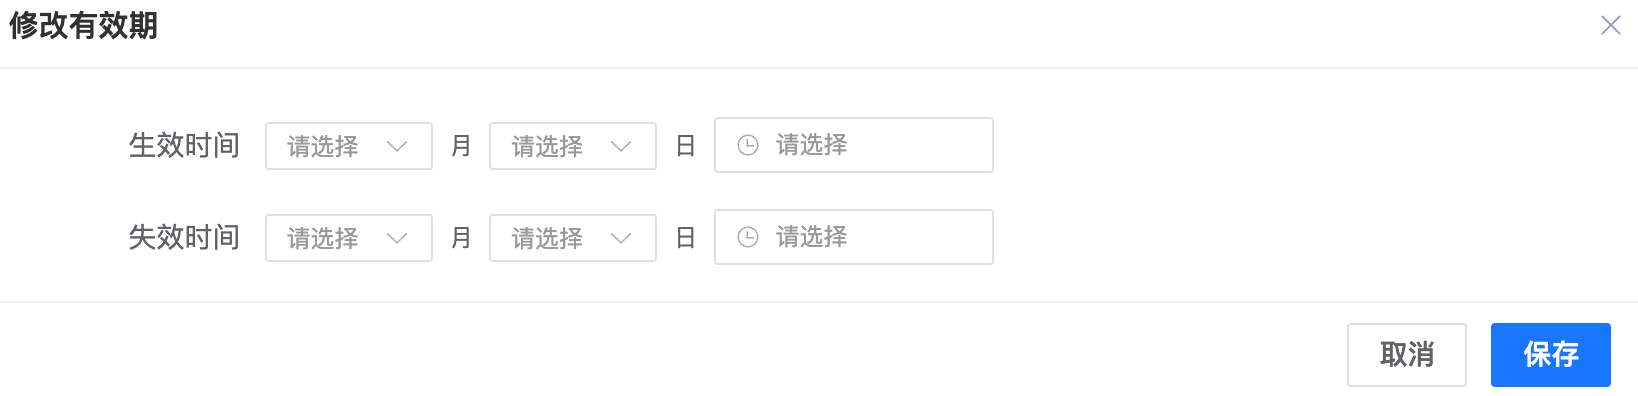 修改有效期
生效时间 请选择 月 请选择 日 请选择
失效时间 请选择 月 请选择 日 请选择
取消 保存